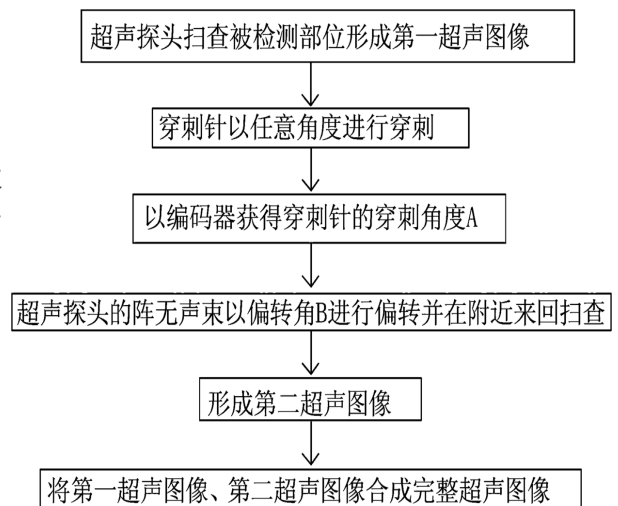 超声探头扫查被检测部位形成第一超声图像
穿刺针以任意角度进行穿刺
以编码器获得穿刺针的穿刺角度A
超声探头的阵无声束以偏转角B进行偏转并在附近来回扫查
形成第二超声图像
将第一超声图像、第二超声图像合成完整超声图像